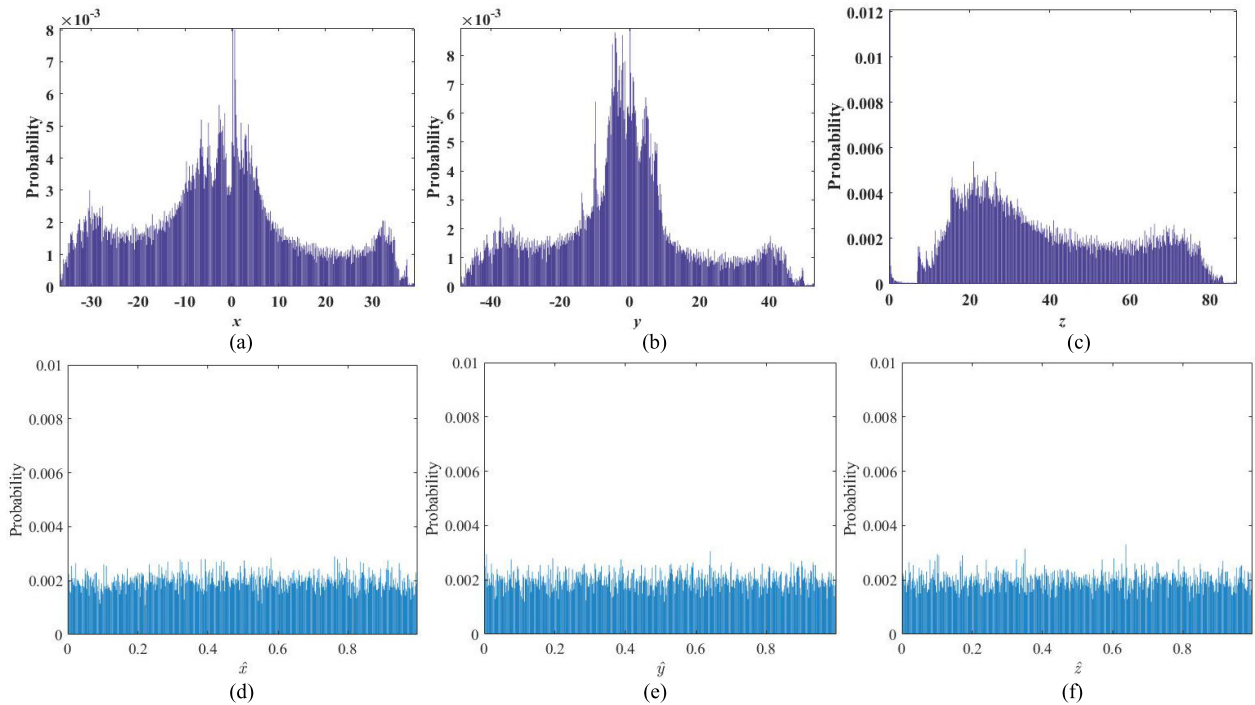 ×10⁻³
8
7
6
5
4
3
2
1
0
Probability
-30 -20 -10 0 10 20 30
x
(a)
×10⁻³
8
7
6
5
4
3
2
1
0
Probability
-40 -20 0 20 40
y
(b)
0.012
0.01
0.008
0.006
0.004
0.002
0
Probability
0 20 40 60 80
z
(c)
0.01
0.008
0.006
0.004
0.002
0
Probability
0 0.2 0.4 0.6 0.8
x̂
(d)
0.01
0.008
0.006
0.004
0.002
0
Probability
0 0.2 0.4 0.6 0.8
ŷ
(e)
0.01
0.008
0.006
0.004
0.002
0
Probability
0 0.2 0.4 0.6 0.8
ẑ
(f)